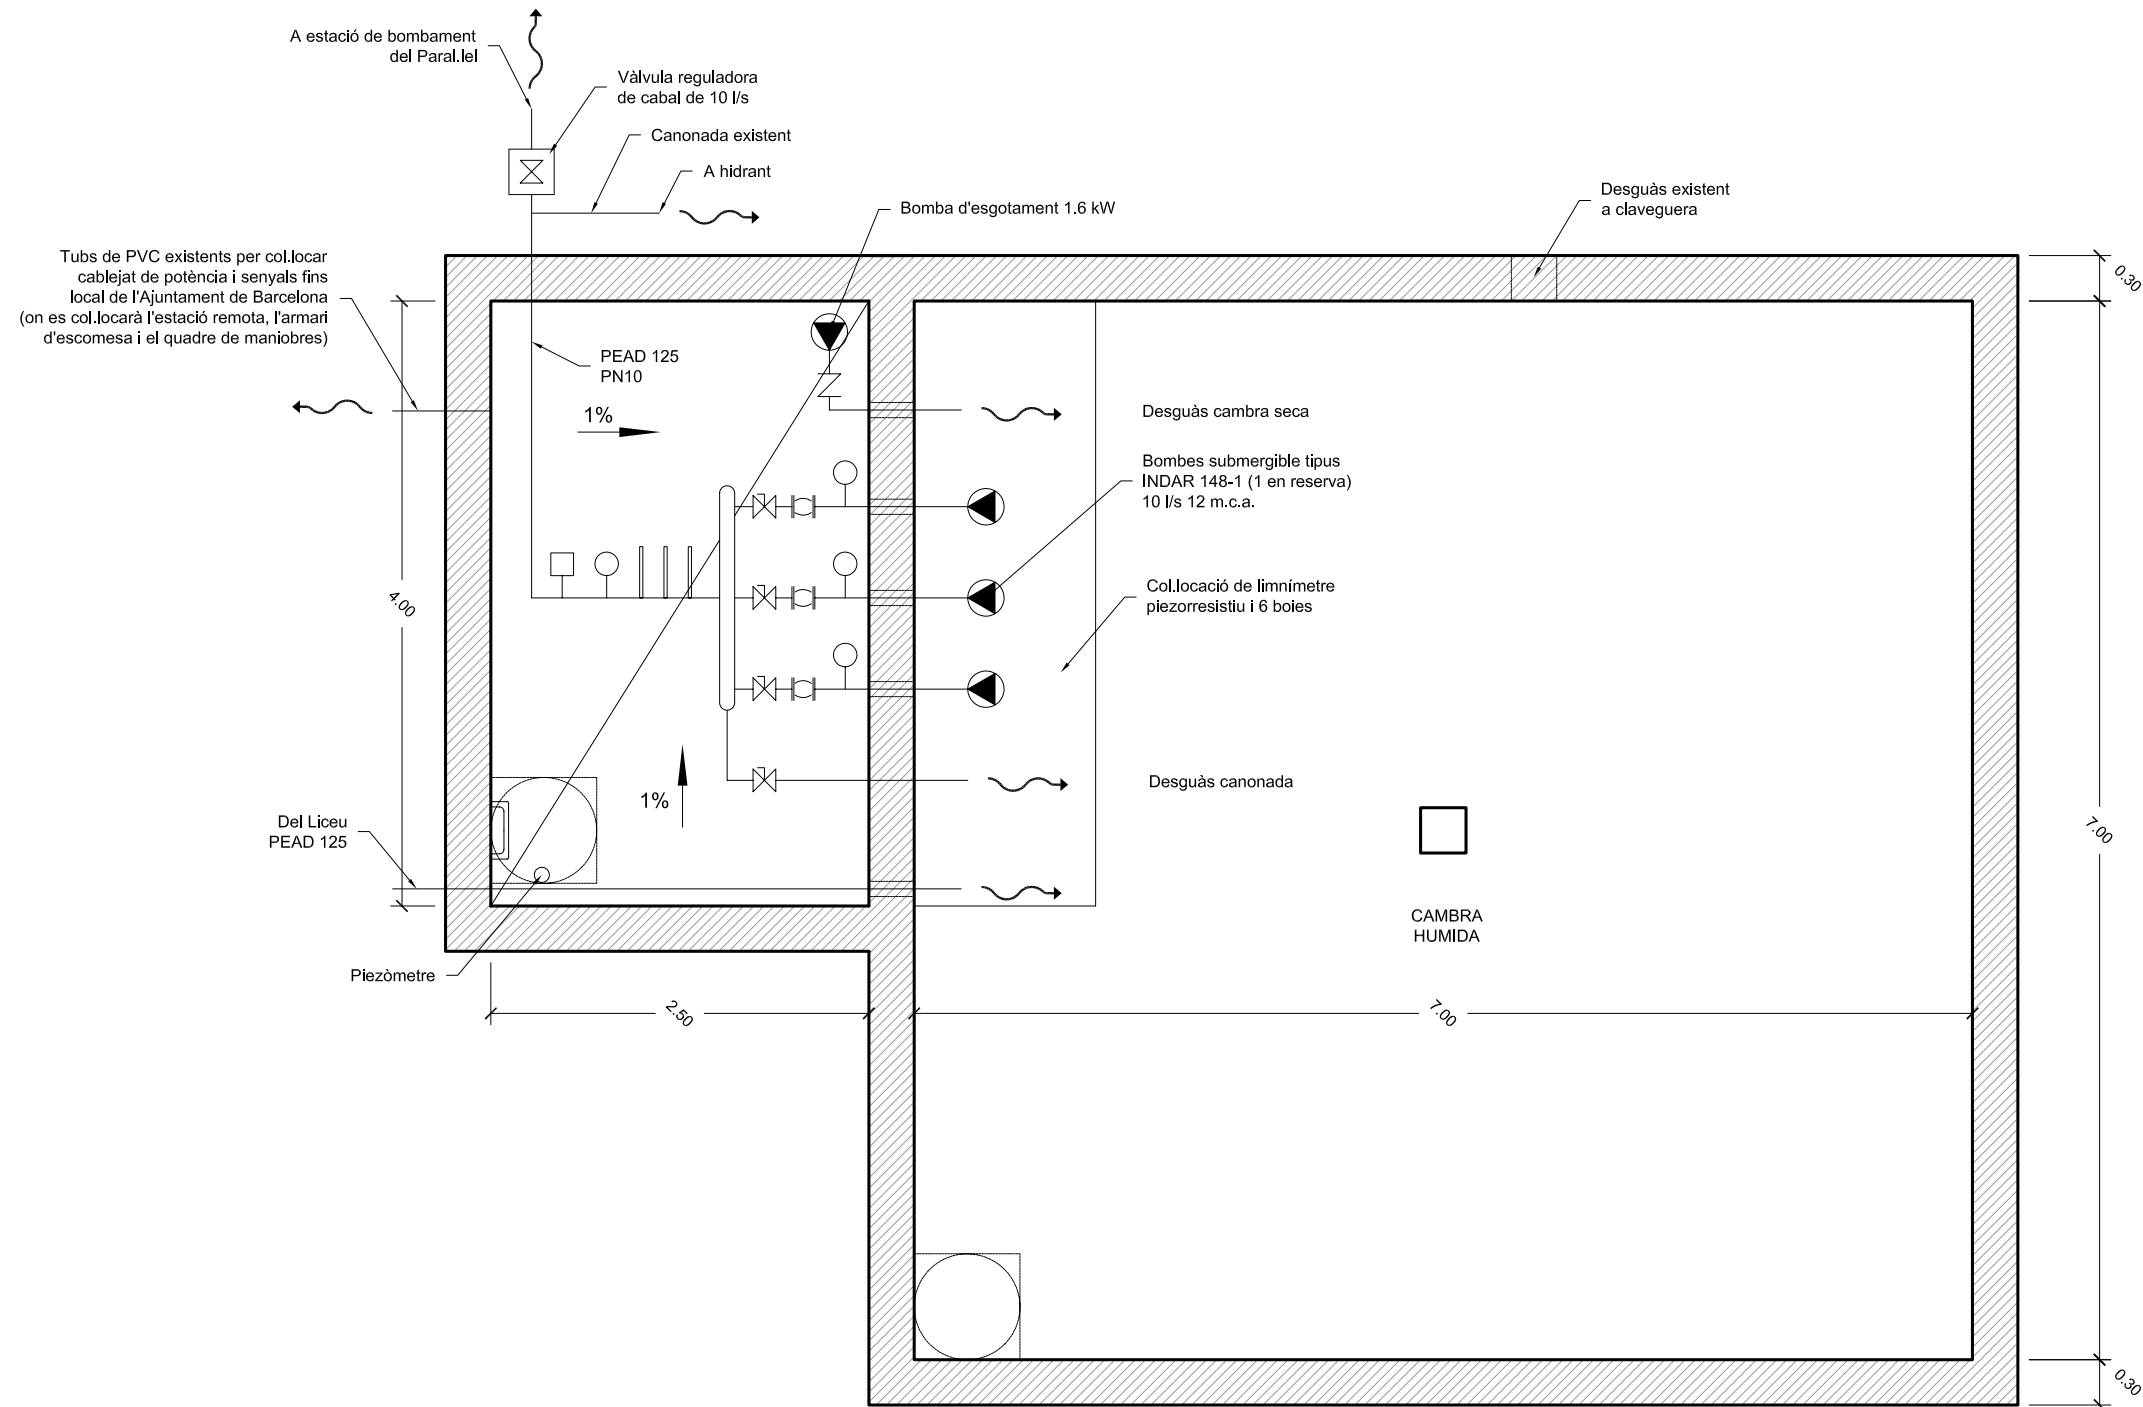 A estació de bombament
del Paral.lel
Vàlvula reguladora
de cabal de 10 l/s
Canonada existent
A hidrant
Bomba d'esgotament 1.6 kW
Desguàs existent
a claveguera
Tubs de PVC existents per col.locar
cablejat de potència i senyals fins
local de l'Ajuntament de Barcelona
(on es col.locarà l'estació remota, l'armari
d'escomesa i el quadre de maniobres)
0.30
PEAD 125
PN10
1%
Desguàs cambra seca
Bombes submergible tipus
INDAR 148-1 (1 en reserva)
10 l/s 12 m.c.a.
4.00
Col.locació de limnímetre
piezorresistiu i 6 boies
1%
Desguàs canonada
Del Liceu
PEAD 125
7.00
CAMBRA
HUMIDA
Piezòmetre
2.50
7.00
0.30